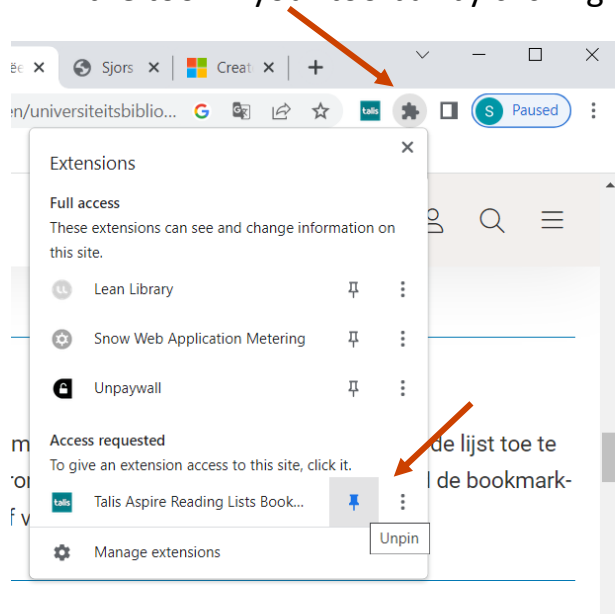 your
Sjors
Creat
en/universiteitsbiblio...
talis
S
Paused
Extensions
Full access
These extensions can see and change information on
this site.
Lean Library
Snow Web Application Metering
Unpaywall
Access requested
To give an extension access to this site, click it.
de lijst toe te
de bookmark-
talis
Talis Aspire Reading Lists Book...
Unpin
Manage extensions